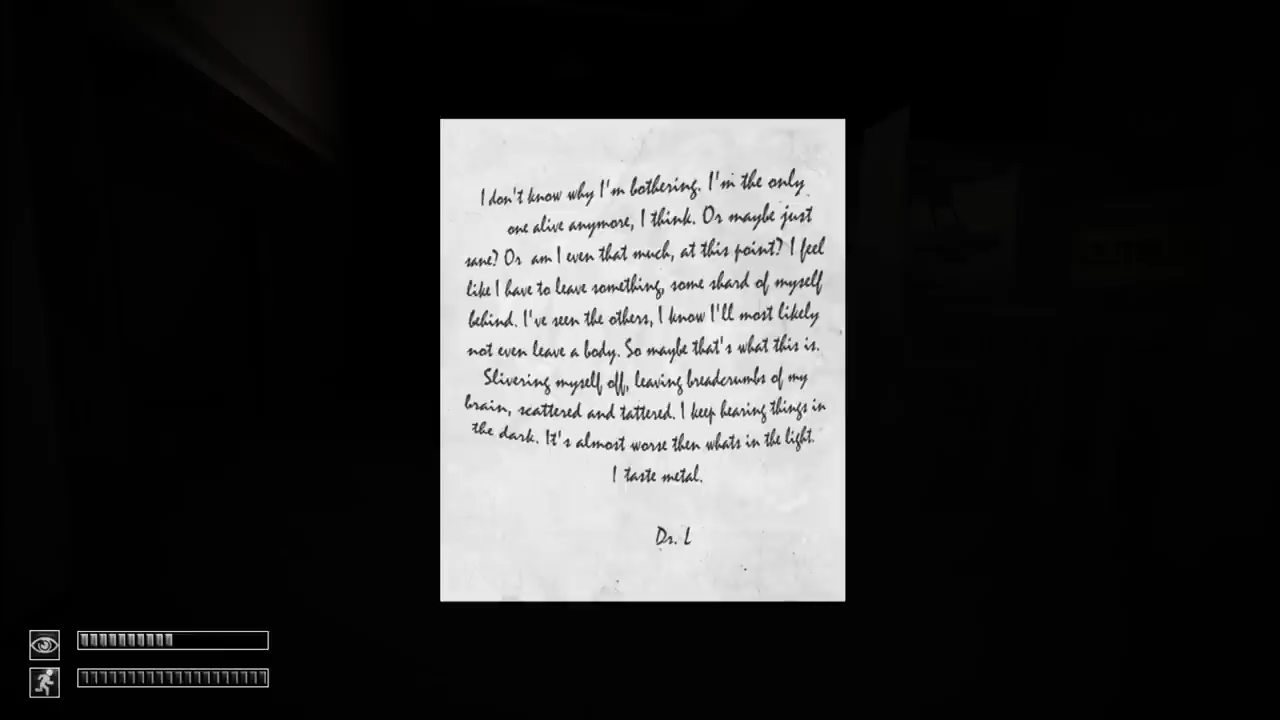 I don't know why I'm bothering. I'm the only
one alive anymore, I think. Or maybe just
sane? Or am I even that much, at this point? I feel
like I have to leave something, some shard of myself
behind. I've seen the others, I know I'll most likely
not even leave a body. So maybe that's what this is.
Slivering myself off, leaving breadcrumbs of my
brain, scattered and tattered. I keep hearing things in
the dark. It's almost worse then whats in the light.
I taste metal.
Dr. L